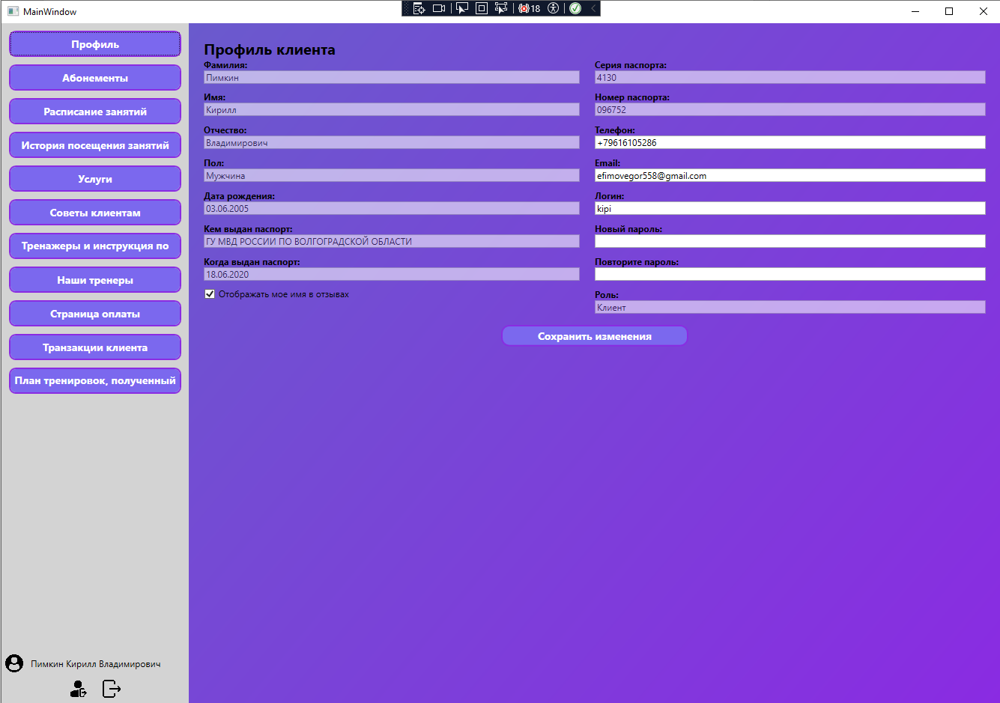 MainWindow
18
Профиль
Абонементы
Расписание занятий
История посещения занятий
Услуги
Советы клиентам
Тренажеры и инструкция по
Наши тренеры
Страница оплаты
Транзакции клиента
План тренировок, полученный
Пимкин Кирилл Владимирович
Профиль клиента
Фамилия:
Пимкин
Имя:
Кирилл
Отчество:
Владимирович
Пол:
Мужчина
Дата рождения:
03.06.2005
Кем выдан паспорт:
ГУ МВД РОССИИ ПО ВОЛГОГРАДСКОЙ ОБЛАСТИ
Когда выдан паспорт:
18.06.2020
Отображать мое имя в отзывах
Серия паспорта:
4130
Номер паспорта:
096752
Телефон:
+79616105286
Email:
efimovegor558@gmail.com
Логин:
kipi
Новый пароль:
Повторите пароль:
Роль:
Клиент
Сохранить изменения